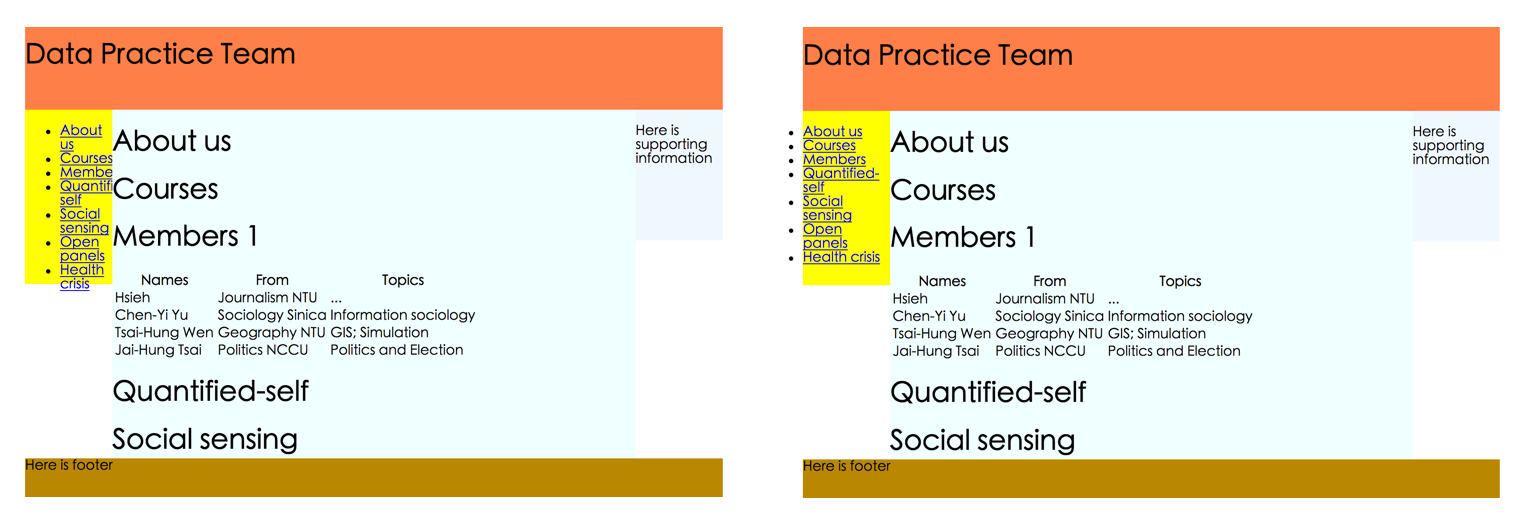 Data Practice Team
About
us
Courses
Membe
Quantifi
self
Social
sensing
Open
panels
Health
crisis
About us
Courses
Members 1
Names From Topics
Hsieh Journalism NTU ...
Chen-Yi Yu Sociology Sinica Information sociology
Tsai-Hung Wen Geography NTU GIS; Simulation
Jai-Hung Tsai Politics NCCU Politics and Election
Quantified-self
Social sensing
Here is
supporting
information
Here is footer
Data Practice Team
About us
Courses
Members
Quantified-
self
Social
sensing
Open
panels
Health crisis
About us
Courses
Members 1
Names From Topics
Hsieh Journalism NTU ...
Chen-Yi Yu Sociology Sinica Information sociology
Tsai-Hung Wen Geography NTU GIS; Simulation
Jai-Hung Tsai Politics NCCU Politics and Election
Quantified-self
Social sensing
Here is
supporting
information
Here is footer